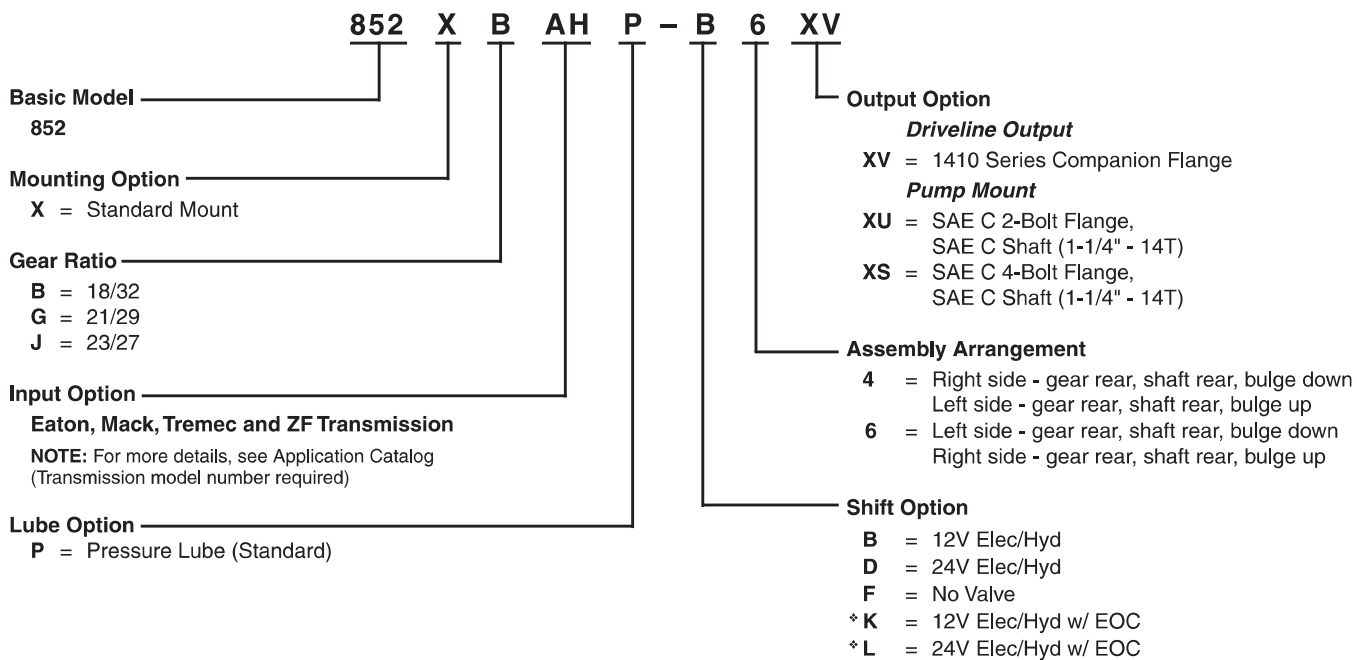 852 X B AH P – B 6 XV
Basic Model
852
Mounting Option
X = Standard Mount
Gear Ratio
B = 18/32
G = 21/29
J = 23/27
Input Option
Eaton, Mack, Tremec and ZF Transmission
NOTE: For more details, see Application Catalog
(Transmission model number required)
Lube Option
P = Pressure Lube (Standard)
Output Option
Driveline Output
XV = 1410 Series Companion Flange
Pump Mount
XU = SAE C 2-Bolt Flange,
SAE C Shaft (1-1/4" - 14T)
XS = SAE C 4-Bolt Flange,
SAE C Shaft (1-1/4" - 14T)
Assembly Arrangement
4 = Right side - gear rear, shaft rear, bulge down
Left side - gear rear, shaft rear, bulge up
6 = Left side - gear rear, shaft rear, bulge down
Right side - gear rear, shaft rear, bulge up
Shift Option
B = 12V Elec/Hyd
D = 24V Elec/Hyd
F = No Valve
❖ K = 12V Elec/Hyd w/ EOC
❖ L = 24V Elec/Hyd w/ EOC